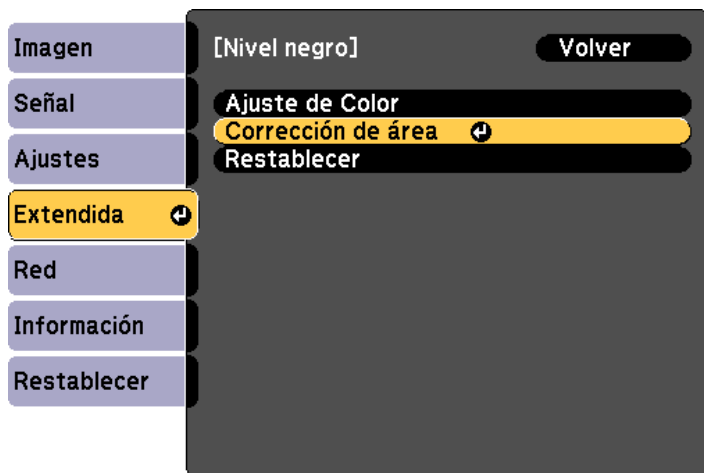 Imagen
Señal
Ajustes
Extendida
Red
Información
Restablecer
[Nivel negro]
Volver
Ajuste de Color
Corrección de área
Restablecer